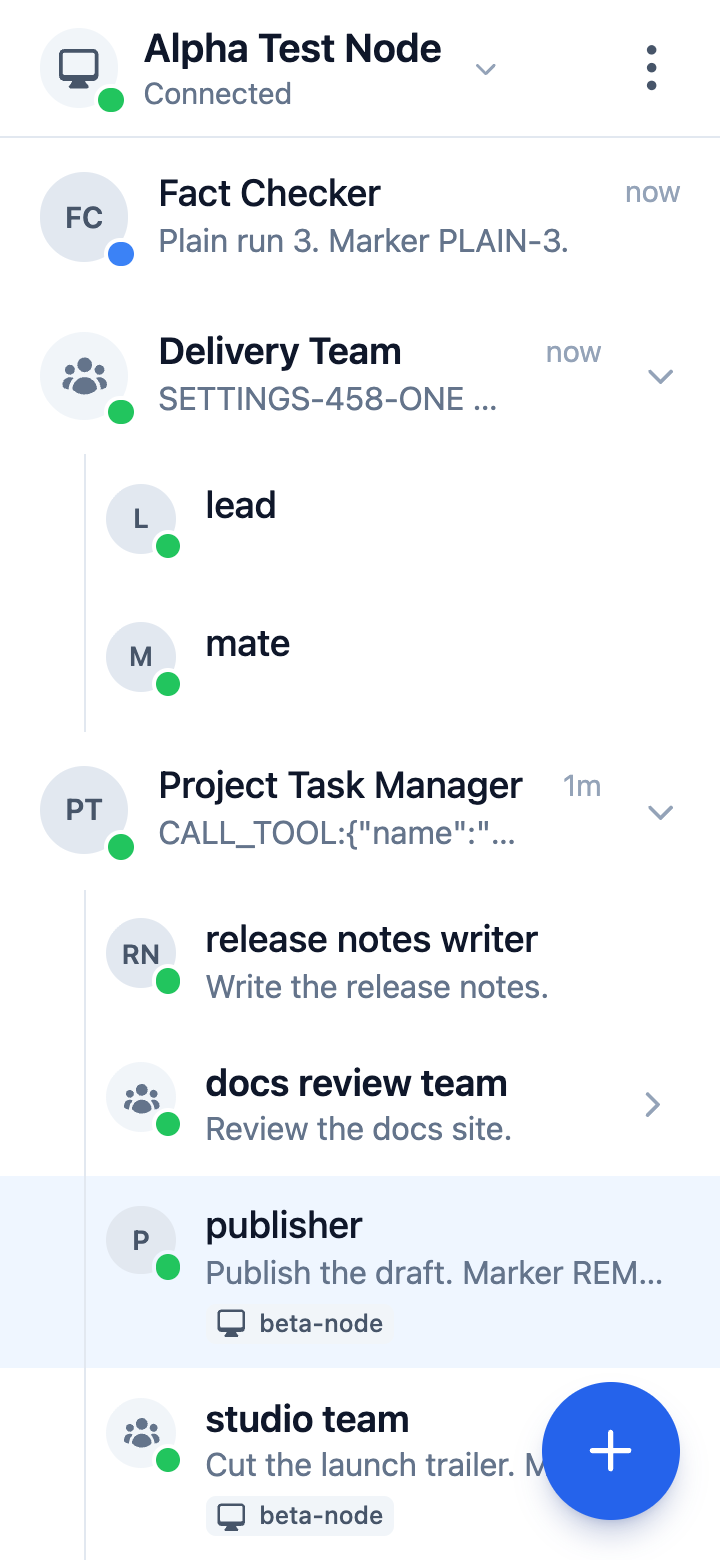 Alpha Test Node
Connected
FC
Fact Checker
now
Plain run 3. Marker PLAIN-3.
Delivery Team
now
SETTINGS-458-ONE ...
L
lead
M
mate
PT
Project Task Manager
1m
CALL_TOOL:{"name":"...
RN
release notes writer
Write the release notes.
docs review team
Review the docs site.
P
publisher
Publish the draft. Marker REM...
beta-node
studio team
Cut the launch trailer.
beta-node